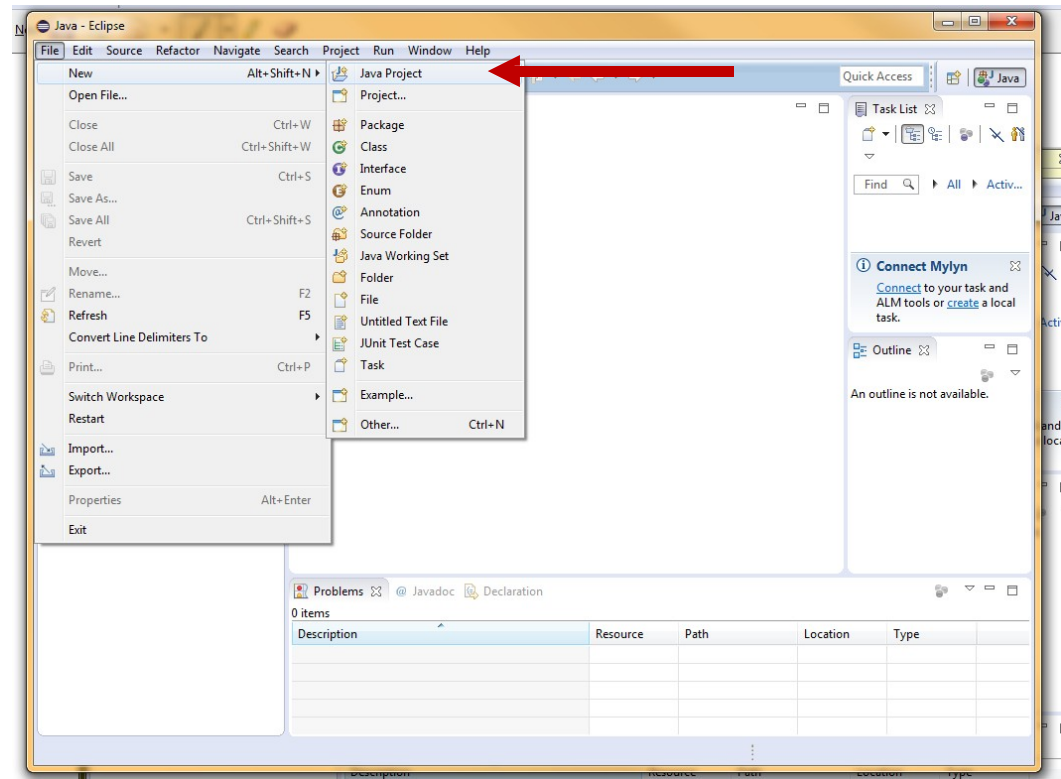 Java - Eclipse
File Edit Source Refactor Navigate Search Project Run Window Help
New Alt+Shift+N
Open File...
Close Ctrl+W
Close All Ctrl+Shift+W
Save Ctrl+S
Save As...
Save All Ctrl+Shift+S
Revert
Move...
Rename... F2
Refresh F5
Convert Line Delimiters To
Print... Ctrl+P
Switch Workspace
Restart
Import...
Export...
Properties Alt+Enter
Exit
Java Project
Project...
Package
Class
Interface
Enum
Annotation
Source Folder
Java Working Set
Folder
File
Untitled Text File
JUnit Test Case
Task
Example...
Other... Ctrl+N
Quick Access Java
Task List
Find All Activ...
Connect Mylyn
Connect to your task and
ALM tools or create a local
task.
Outline
An outline is not available.
Problems @ Javadoc Declaration
0 items
Description Resource Path Location Type